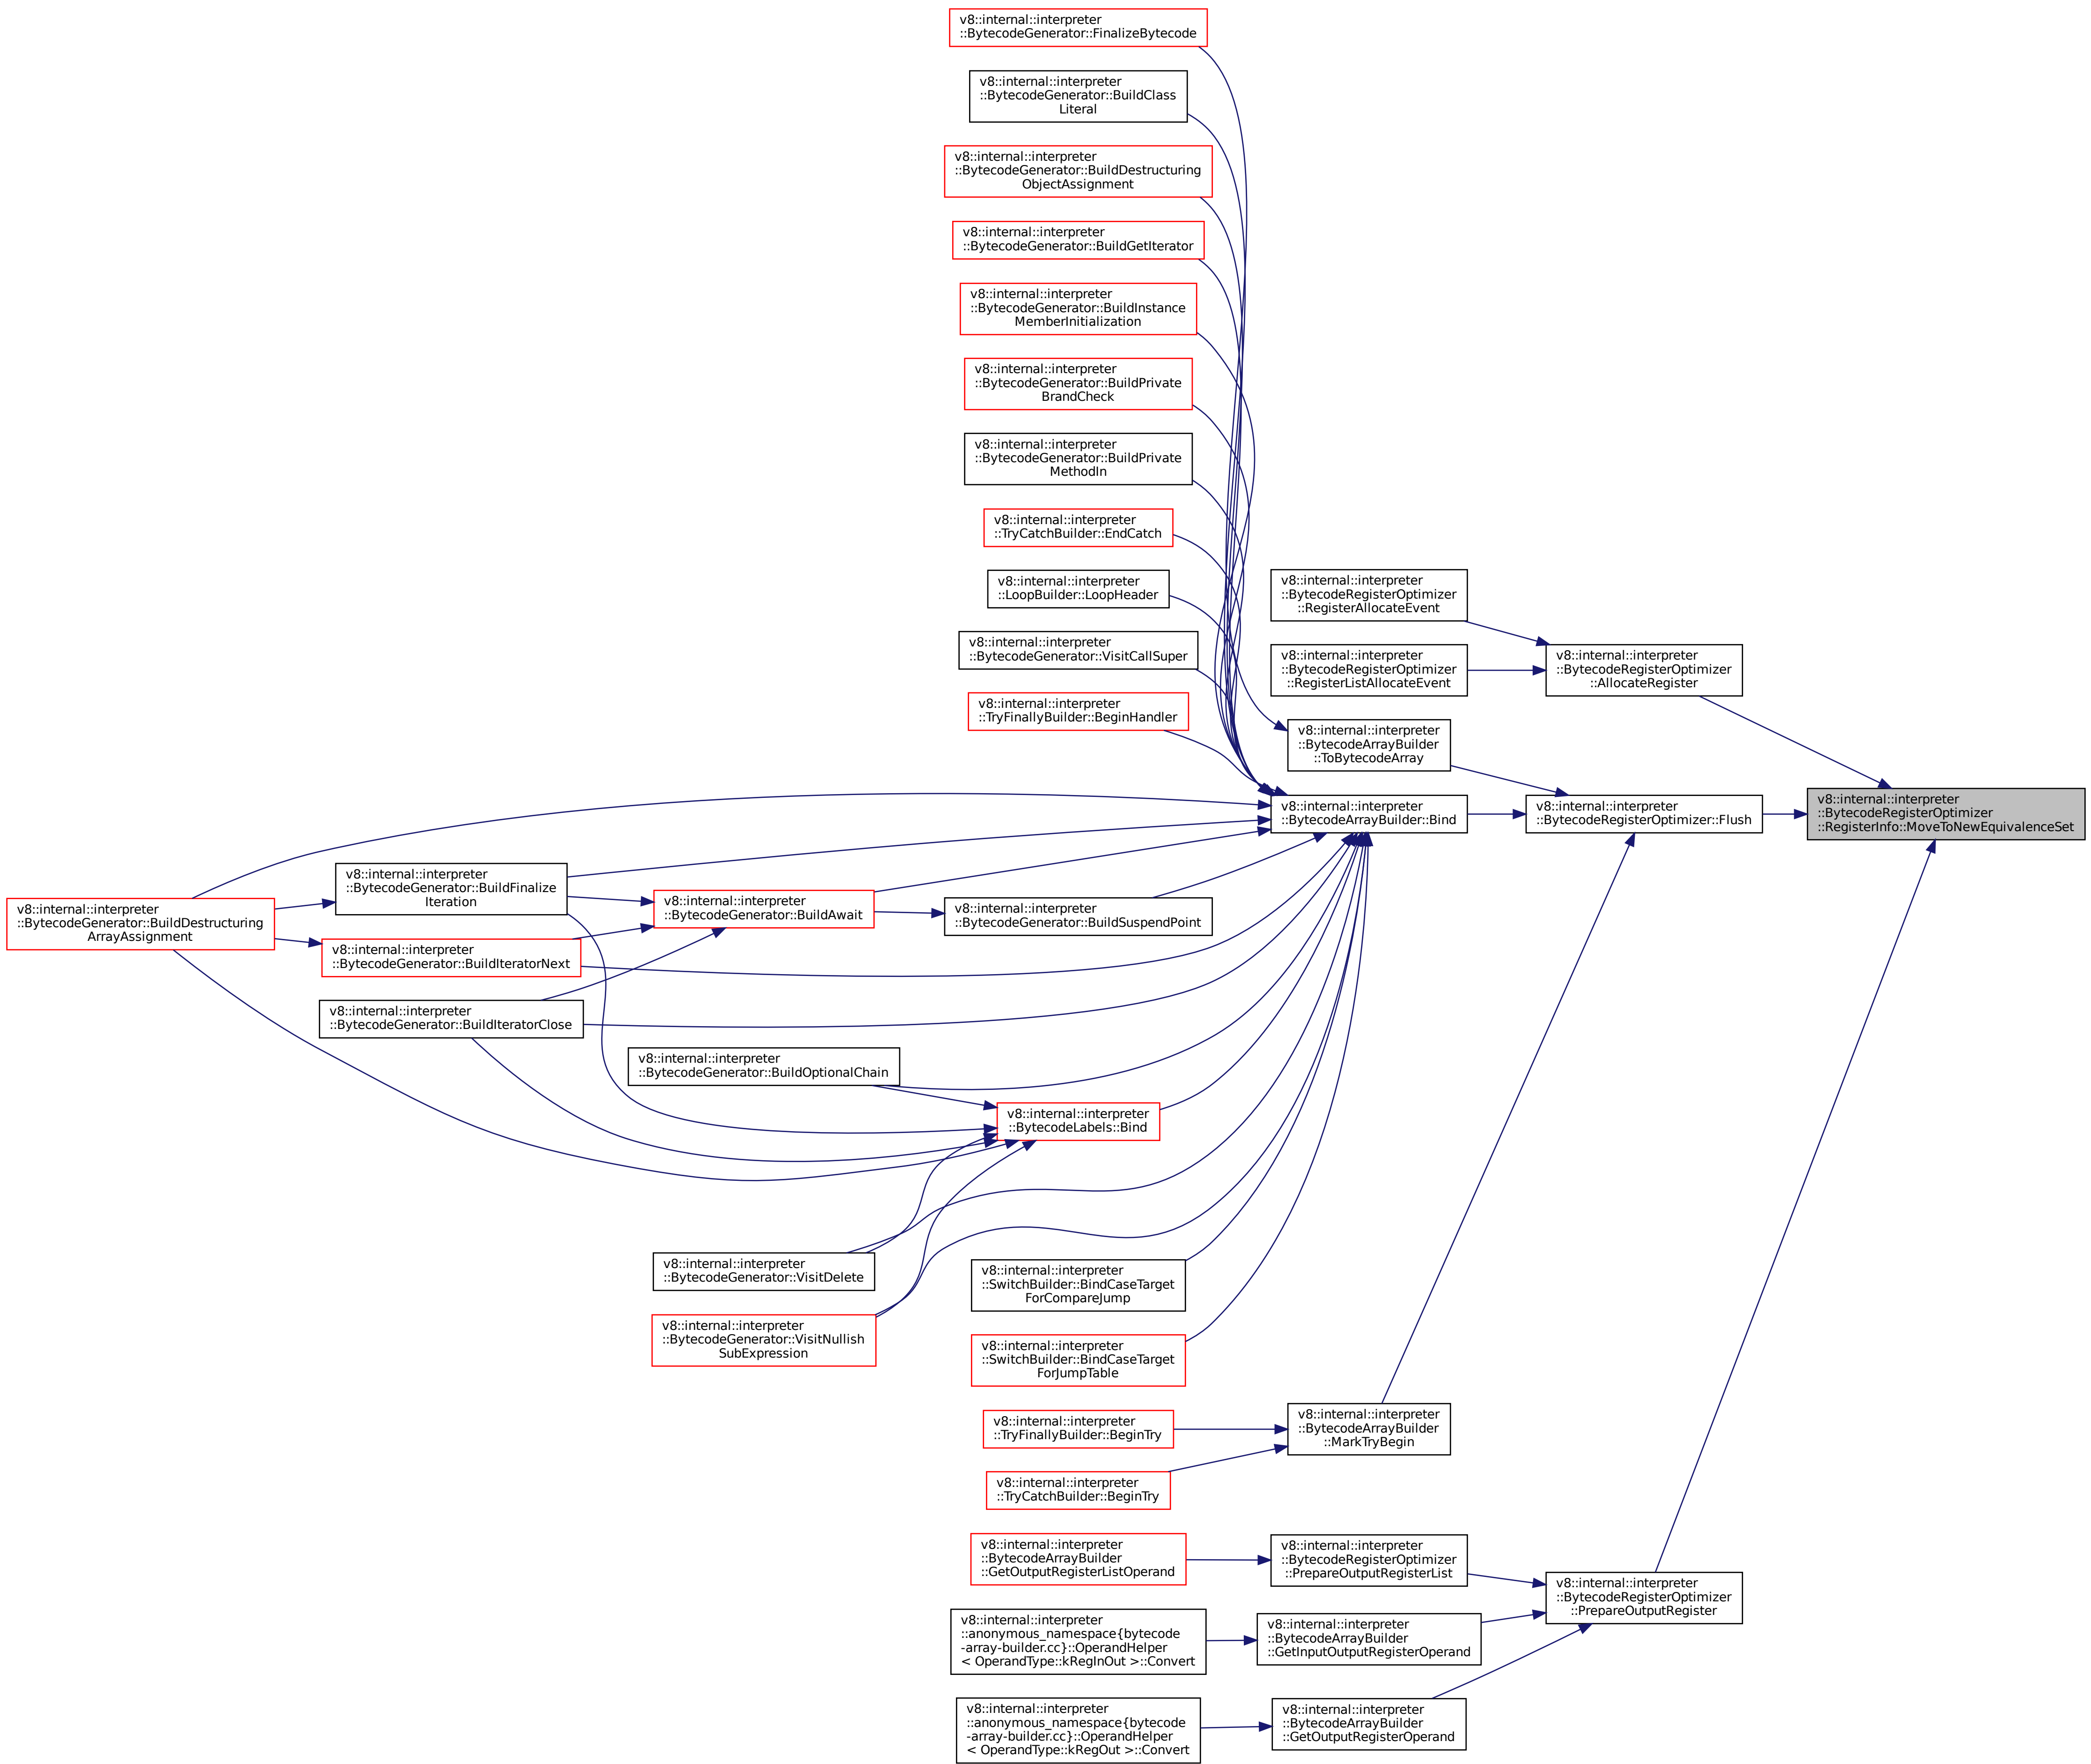 v8::internal::interpreter
::BytecodeGenerator::FinalizeBytecode
v8::internal::interpreter
::BytecodeGenerator::BuildClass
Literal
v8::internal::interpreter
::BytecodeGenerator::BuildDestructuring
ObjectAssignment
v8::internal::interpreter
::BytecodeGenerator::BuildGetIterator
v8::internal::interpreter
::BytecodeGenerator::BuildInstance
MemberInitialization
v8::internal::interpreter
::BytecodeGenerator::BuildPrivate
BrandCheck
v8::internal::interpreter
::BytecodeGenerator::BuildPrivate
MethodIn
v8::internal::interpreter
::TryCatchBuilder::EndCatch
v8::internal::interpreter
::LoopBuilder::LoopHeader
v8::internal::interpreter
::BytecodeGenerator::VisitCallSuper
v8::internal::interpreter
::TryFinallyBuilder::BeginHandler
v8::internal::interpreter
::BytecodeRegisterOptimizer
::RegisterAllocateEvent
v8::internal::interpreter
::BytecodeRegisterOptimizer
::RegisterListAllocateEvent
v8::internal::interpreter
::BytecodeRegisterOptimizer
::AllocateRegister
v8::internal::interpreter
::BytecodeArrayBuilder
::ToBytecodeArray
v8::internal::interpreter
::BytecodeArrayBuilder::Bind
v8::internal::interpreter
::BytecodeRegisterOptimizer::Flush
v8::internal::interpreter
::BytecodeRegisterOptimizer
::RegisterInfo::MoveToNewEquivalenceSet
v8::internal::interpreter
::BytecodeGenerator::BuildDestructuring
ArrayAssignment
v8::internal::interpreter
::BytecodeGenerator::BuildFinalize
Iteration
v8::internal::interpreter
::BytecodeGenerator::BuildAwait
v8::internal::interpreter
::BytecodeGenerator::BuildSuspendPoint
v8::internal::interpreter
::BytecodeGenerator::BuildIteratorNext
v8::internal::interpreter
::BytecodeGenerator::BuildIteratorClose
v8::internal::interpreter
::BytecodeGenerator::BuildOptionalChain
v8::internal::interpreter
::BytecodeLabels::Bind
v8::internal::interpreter
::BytecodeGenerator::VisitDelete
v8::internal::interpreter
::BytecodeGenerator::VisitNullish
SubExpression
v8::internal::interpreter
::SwitchBuilder::BindCaseTarget
ForCompareJump
v8::internal::interpreter
::SwitchBuilder::BindCaseTarget
ForJumpTable
v8::internal::interpreter
::BytecodeArrayBuilder
::MarkTryBegin
v8::internal::interpreter
::TryFinallyBuilder::BeginTry
v8::internal::interpreter
::TryCatchBuilder::BeginTry
v8::internal::interpreter
::BytecodeArrayBuilder
::GetOutputRegisterListOperand
v8::internal::interpreter
::BytecodeRegisterOptimizer
::PrepareOutputRegisterList
v8::internal::interpreter
::BytecodeRegisterOptimizer
::PrepareOutputRegister
v8::internal::interpreter
::anonymous_namespace{bytecode
-array-builder.cc}::OperandHelper
< OperandType::kRegInOut >::Convert
v8::internal::interpreter
::BytecodeArrayBuilder
::GetInputOutputRegisterOperand
v8::internal::interpreter
::anonymous_namespace{bytecode
-array-builder.cc}::OperandHelper
< OperandType::kRegOut >::Convert
v8::internal::interpreter
::BytecodeArrayBuilder
::GetOutputRegisterOperand